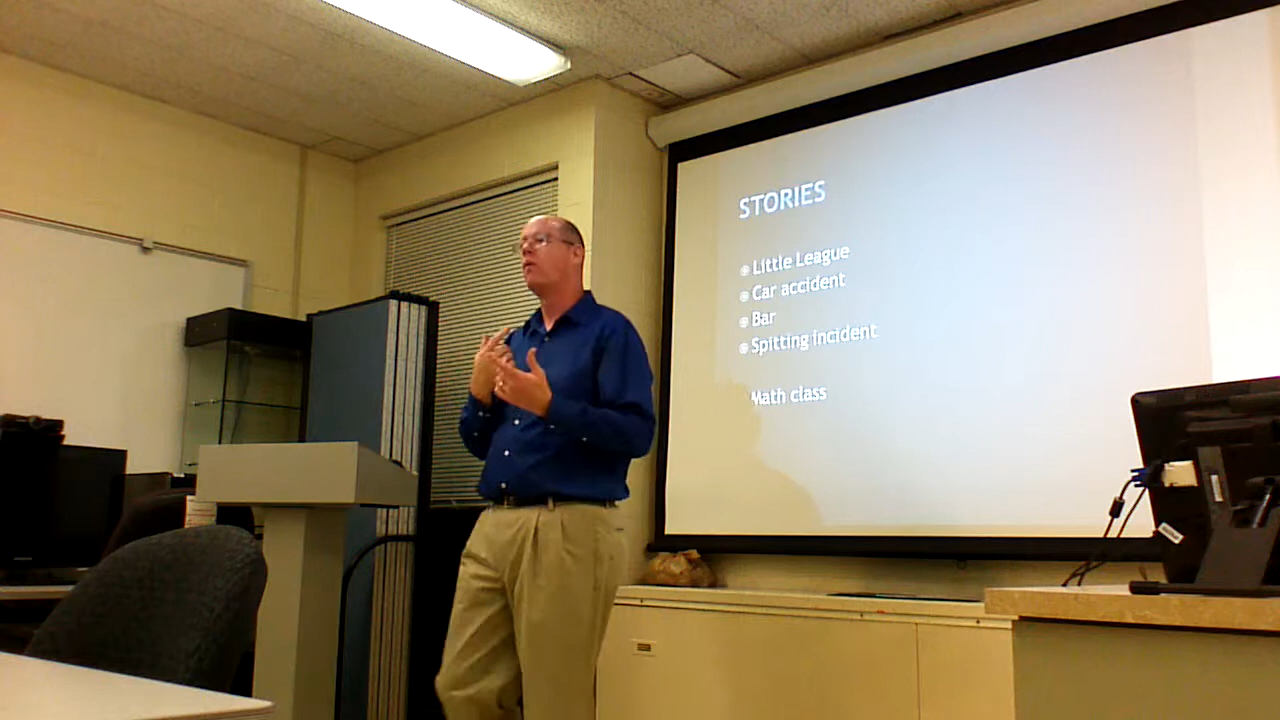 STORIES
Little League
Car accident
Bar
Spitting incident
Math class